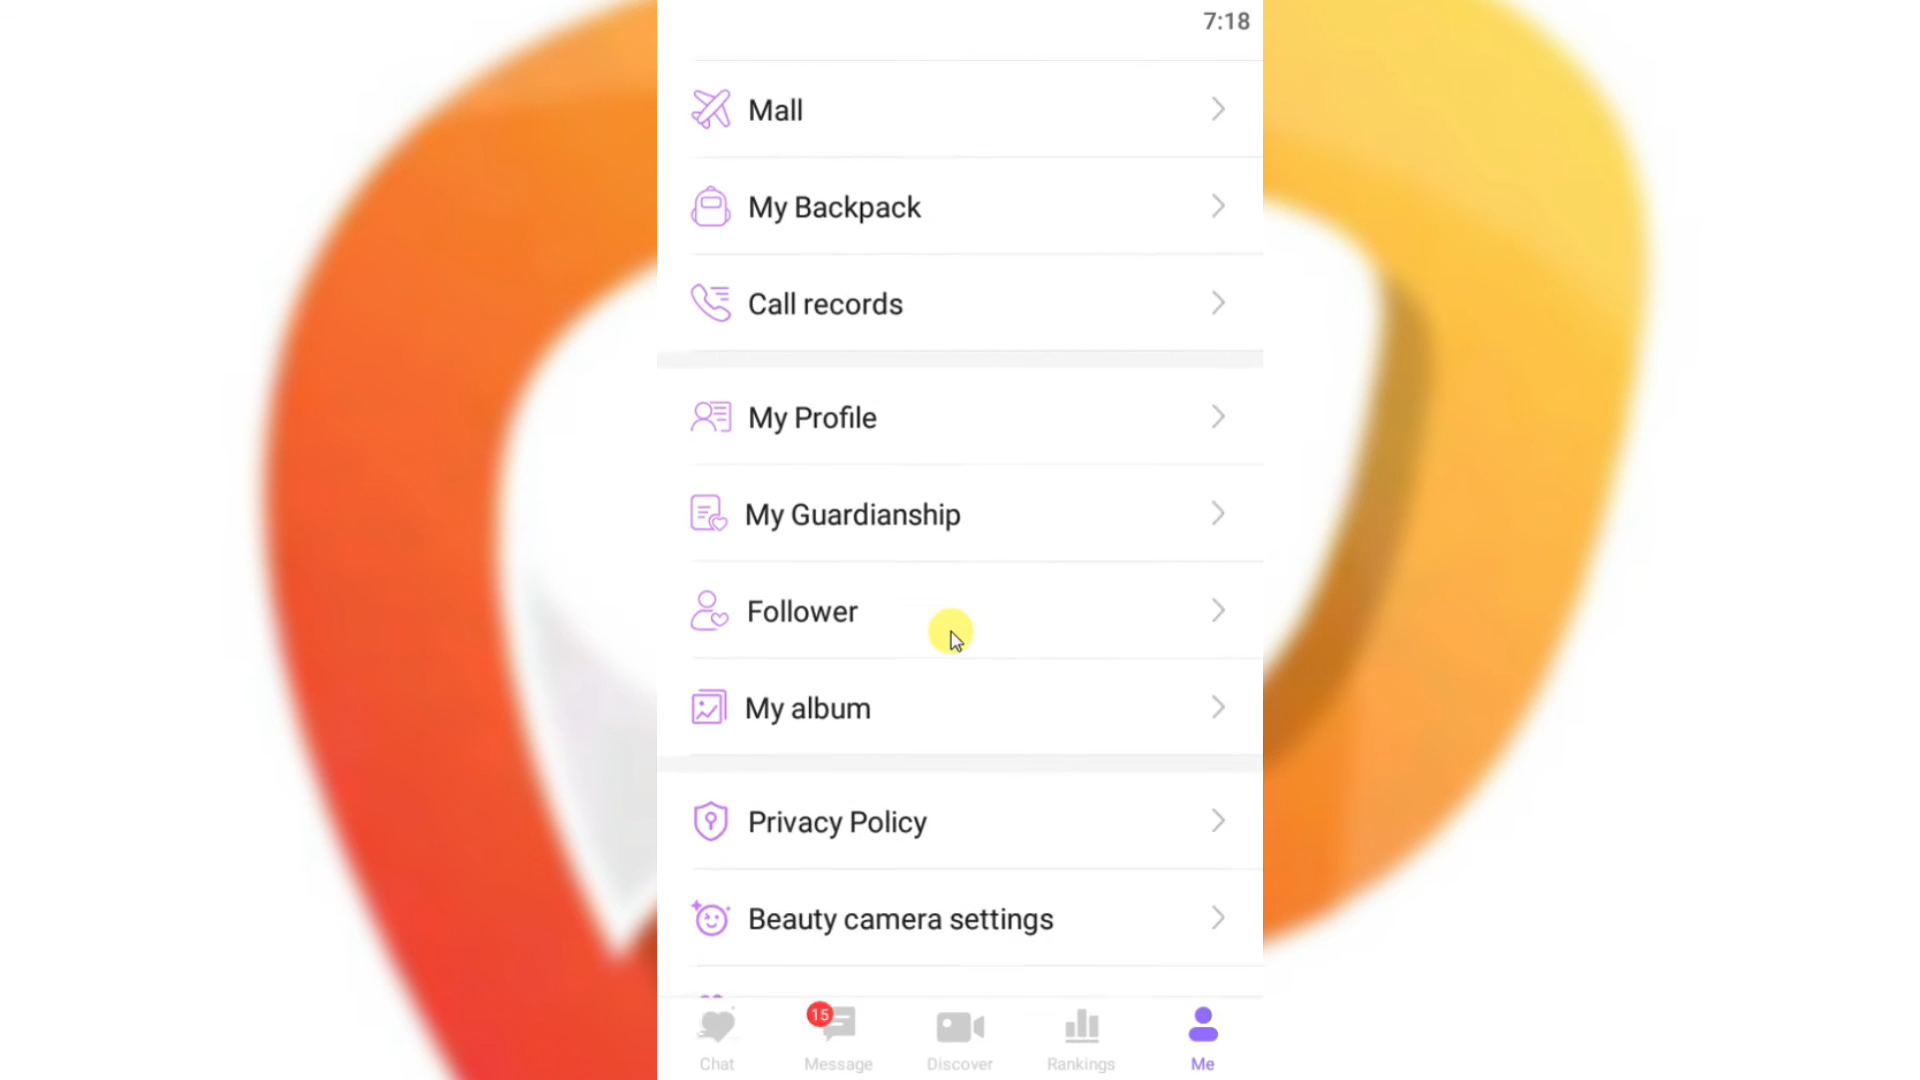 7:18
Mall
My Backpack
Call records
My Profile
My Guardianship
Follower
My album
Privacy Policy
Beauty camera settings
15
Chat Message Discover Rankings Me